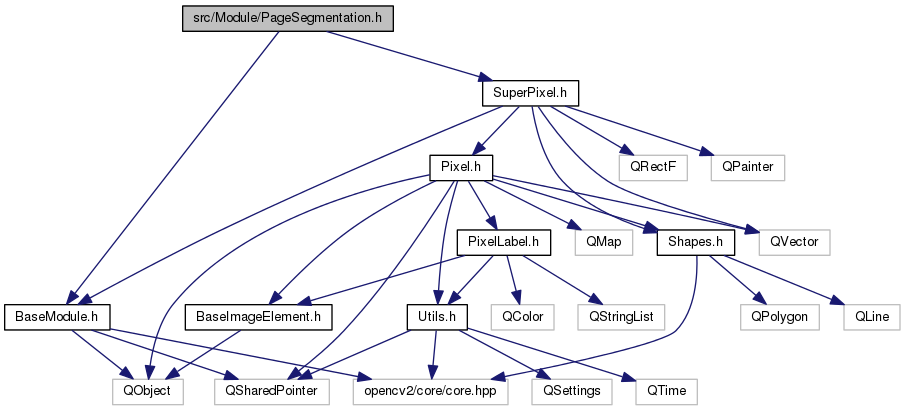 src/Module/PageSegmentation.h
SuperPixel.h
Pixel.h
QRectF
QPainter
PixelLabel.h
QMap
Shapes.h
QVector
BaseModule.h
BaseImageElement.h
Utils.h
QColor
QStringList
QPolygon
QLine
QObject
QSharedPointer
opencv2/core/core.hpp
QSettings
QTime